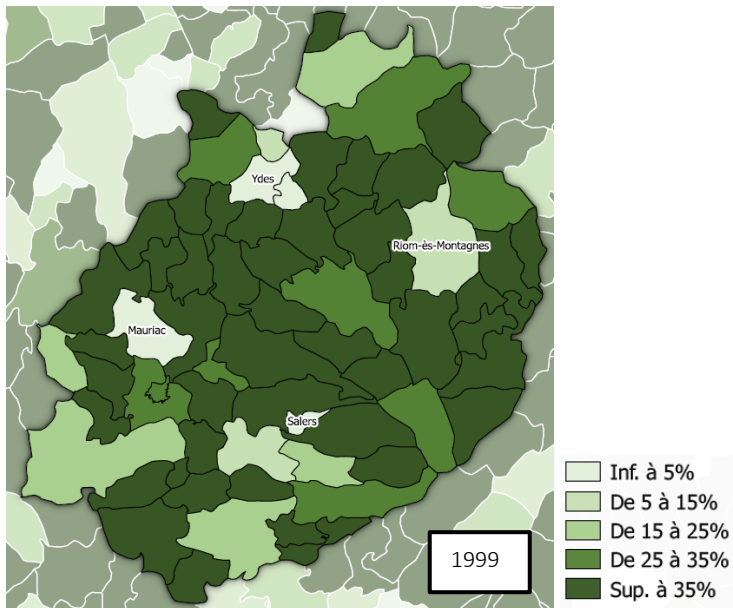 Ydes
Riom-ès-Montagnes
Mauriac
Salers
1999
Inf. à 5%
De 5 à 15%
De 15 à 25%
De 25 à 35%
Sup. à 35%